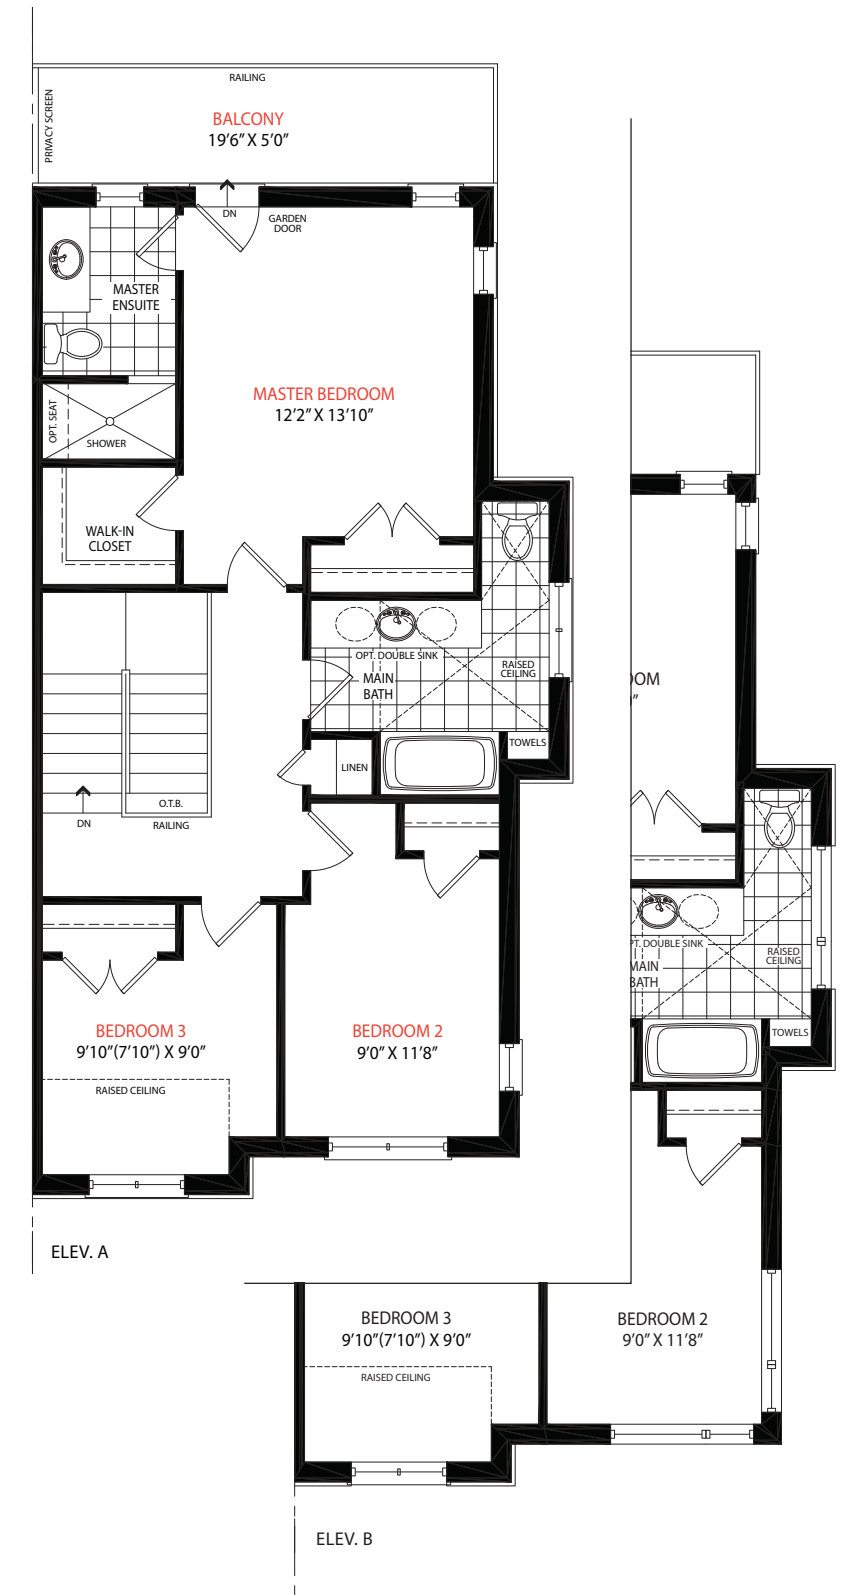 RAILING
PRIVACY SCREEN
BALCONY
19'6" X 5'0"
DN
GARDEN
DOOR
MASTER
ENSUITE
MASTER BEDROOM
12'2" X 13'10"
OPT. SEAT
SHOWER
WALK-IN
CLOSET
OPT. DOUBLE SINK
RAISED
CEILING
MAIN
BATH
TOWELS
LINEN
O.T.B.
DN
RAILING
BEDROOM 3
9'10"(7'10") X 9'0"
RAISED CEILING
BEDROOM 2
9'0" X 11'8"
ELEV. A
OOM
0"
PT. DOUBLE SINK
RAISED
CEILING
MAIN
BATH
TOWELS
BEDROOM 3
9'10"(7'10") X 9'0"
RAISED CEILING
BEDROOM 2
9'0" X 11'8"
ELEV. B